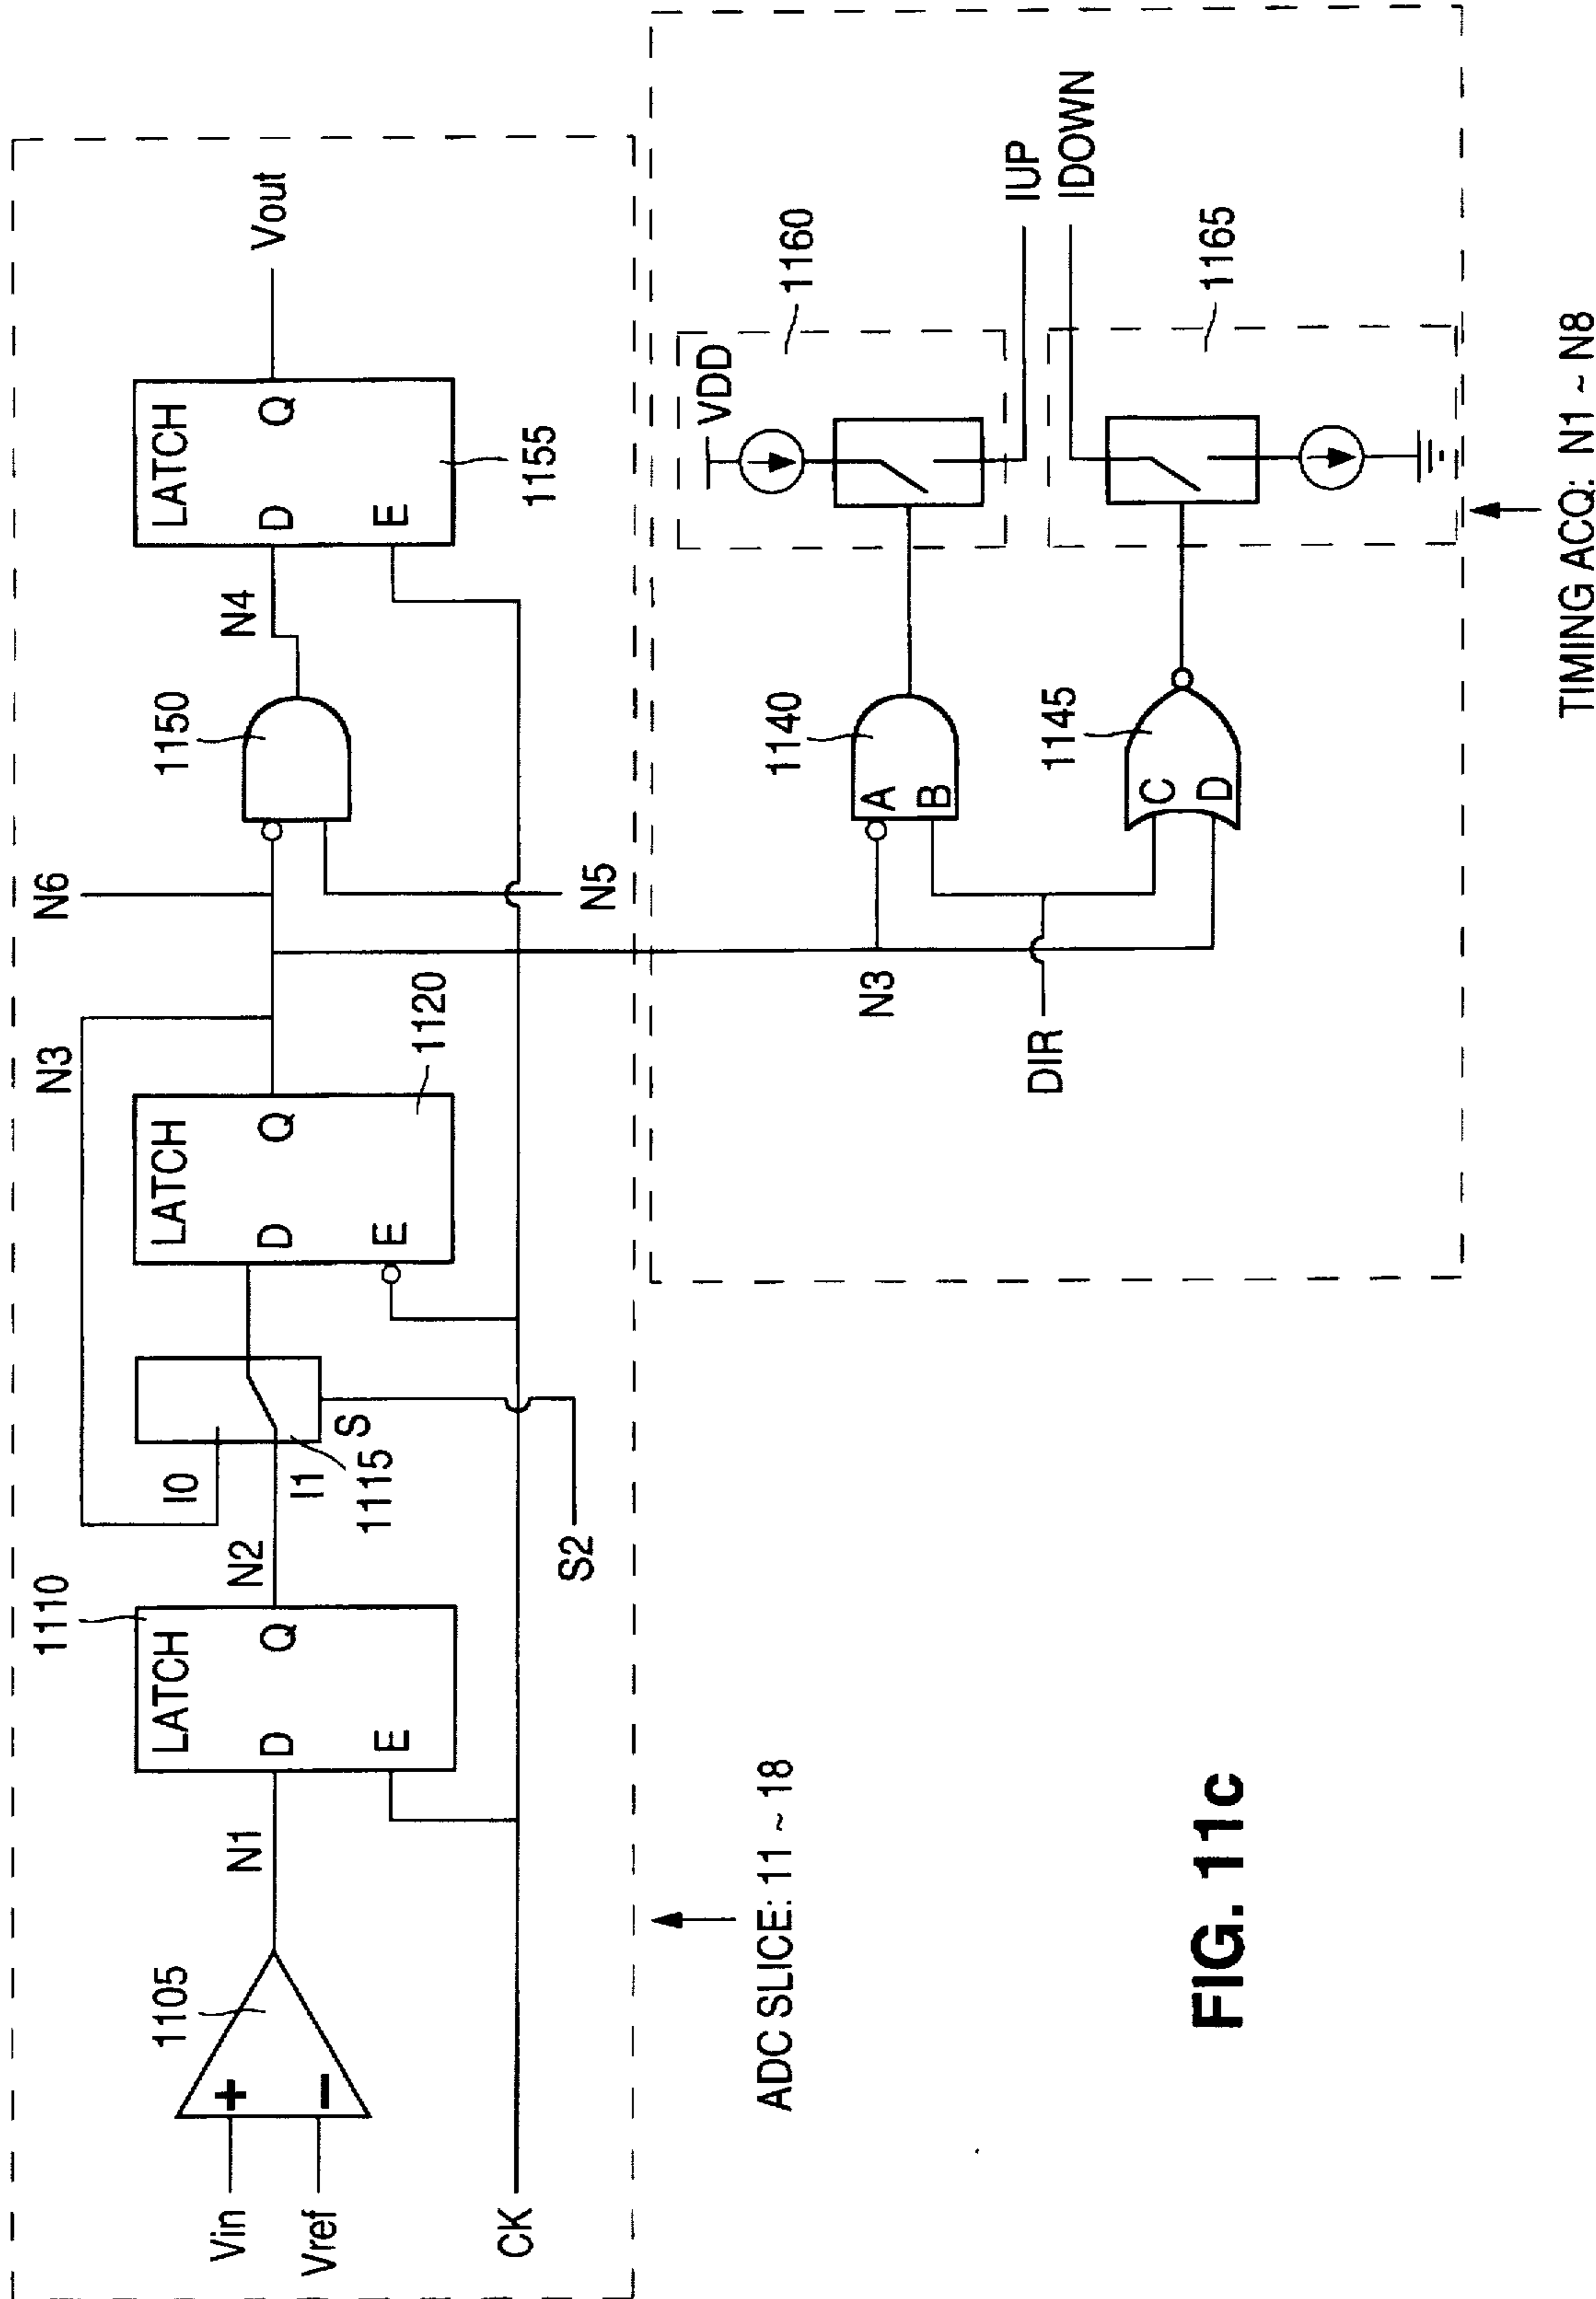 1105
Vin
Vref
+
−
N1
CK
1110
LATCH
D
Q
E
N2
I0
I1
1115
S
S2
N3
LATCH
D
Q
E
1120
N6
N5
1150
N4
LATCH
D
Q
E
1155
Vout
ADC SLICE: 11 ~ 18
DIR
N3
1140
A
B
1145
C
D
VDD
1160
IUP
IDOWN
1165
TIMING ACQ: N1 ~ N8
FIG. 11c